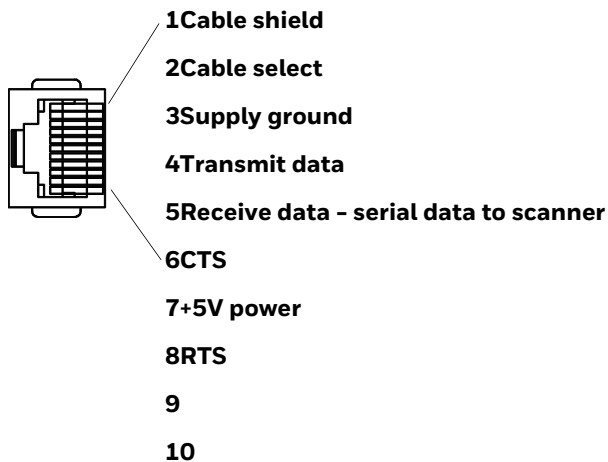 1Cable shield
2Cable select
3Supply ground
4Transmit data
5Receive data – serial data to scanner
6CTS
7+5V power
8RTS
9
10